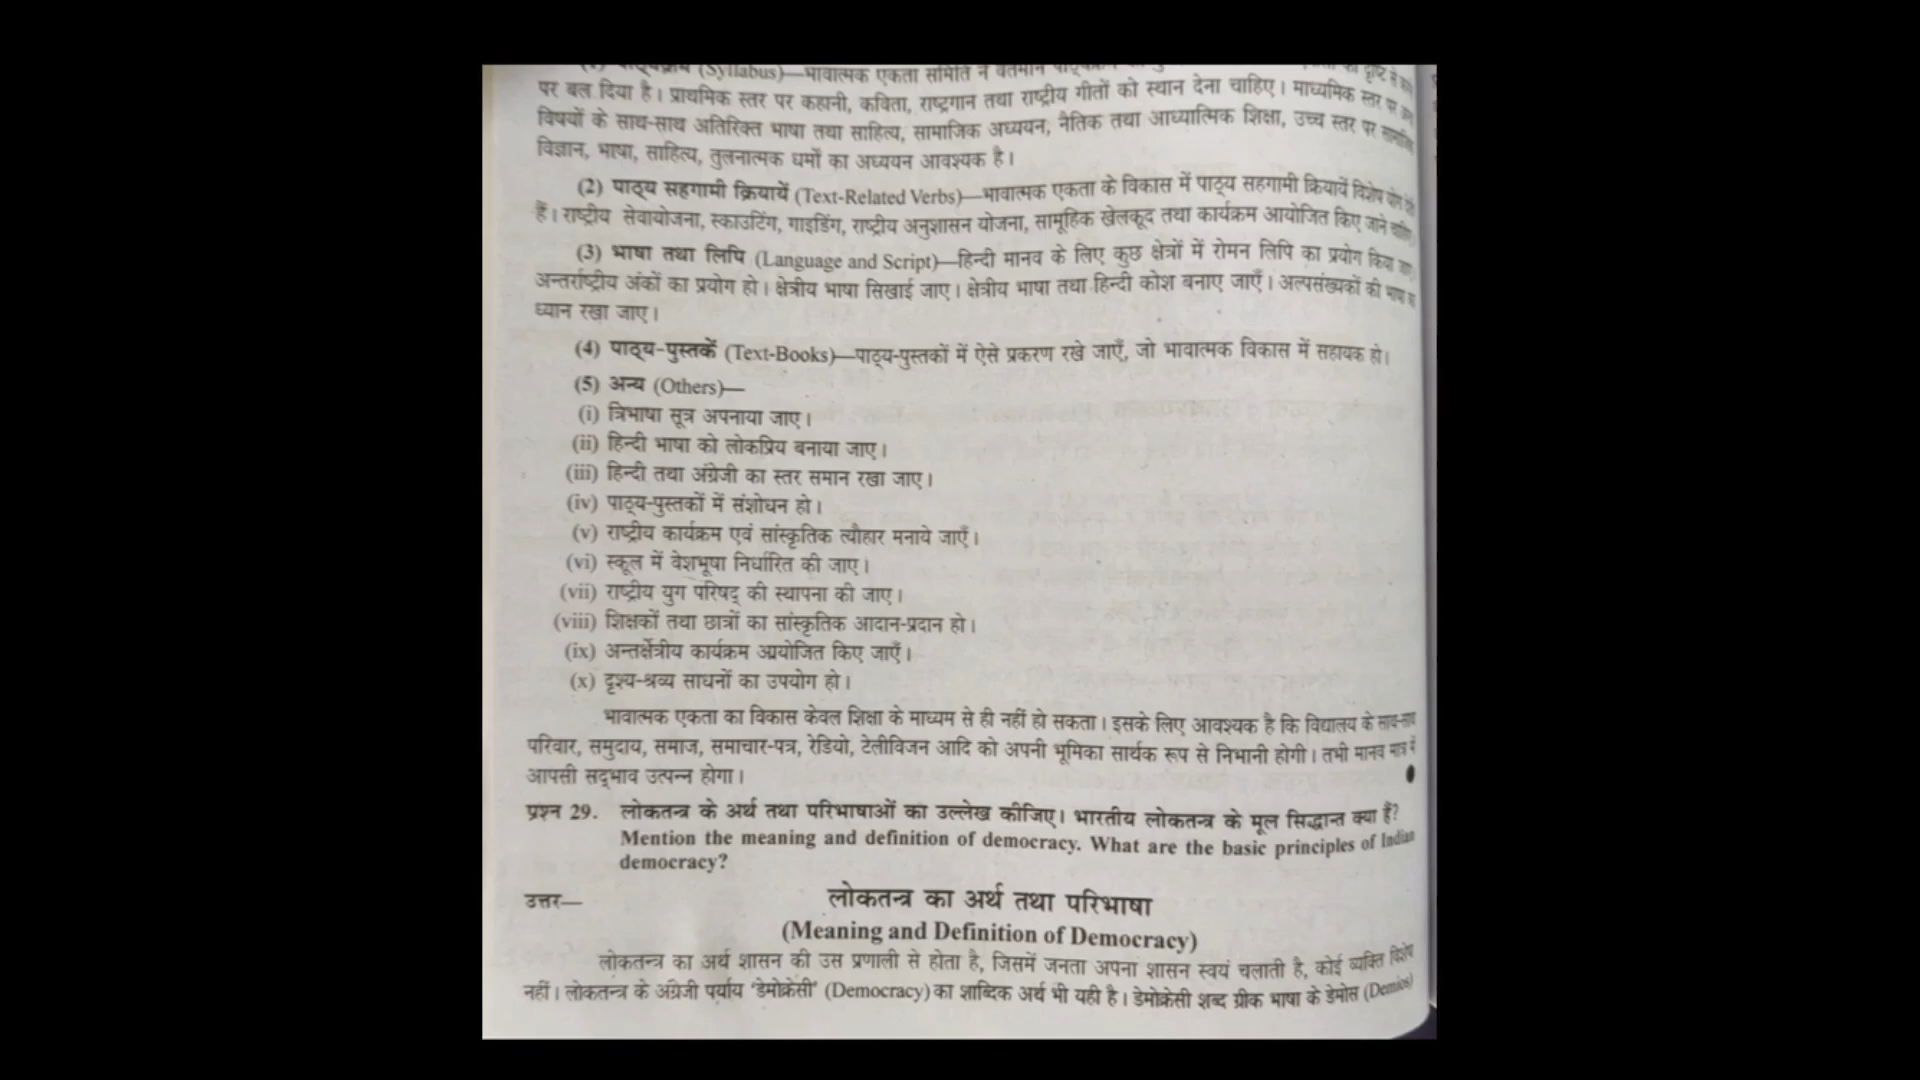 (Syllabus)—भावात्मक एकता समिति ने वर्तमान
पर बल दिया है। प्राथमिक स्तर पर कहानी, कविता, राष्ट्रगान तथा राष्ट्रीय गीतों को स्थान देना चाहिए। माध्यमिक स्तर पर
विषयों के साथ-साथ अतिरिक्त भाषा तथा साहित्य, सामाजिक अध्ययन, नैतिक तथा आध्यात्मिक शिक्षा, उच्च स्तर पर
विज्ञान, भाषा, साहित्य, तुलनात्मक धर्मों का अध्ययन आवश्यक है।
(2) पाठ्य सहगामी क्रियायें (Text-Related Verbs)—भावात्मक एकता के विकास में पाठ्य सहगामी क्रियायें विशेष योग देती
हैं। राष्ट्रीय सेवायोजना, स्काउटिंग, गाइडिंग, राष्ट्रीय अनुशासन योजना, सामूहिक खेलकूद तथा कार्यक्रम आयोजित किए जाने चाहिए।
(3) भाषा तथा लिपि (Language and Script)—हिन्दी मानव के लिए कुछ क्षेत्रों में रोमन लिपि का प्रयोग किया जाए।
अन्तर्राष्ट्रीय अंकों का प्रयोग हो। क्षेत्रीय भाषा सिखाई जाए। क्षेत्रीय भाषा तथा हिन्दी कोश बनाए जाएँ। अल्पसंख्यकों की भाषा का
ध्यान रखा जाए।
(4) पाठ्य-पुस्तकें (Text-Books)—पाठ्य-पुस्तकों में ऐसे प्रकरण रखे जाएँ, जो भावात्मक विकास में सहायक हो।
(5) अन्य (Others)—
(i) त्रिभाषा सूत्र अपनाया जाए।
(ii) हिन्दी भाषा को लोकप्रिय बनाया जाए।
(iii) हिन्दी तथा अंग्रेजी का स्तर समान रखा जाए।
(iv) पाठ्य-पुस्तकों में संशोधन हो।
(v) राष्ट्रीय कार्यक्रम एवं सांस्कृतिक त्यौहार मनाये जाएँ।
(vi) स्कूल में वेशभूषा निर्धारित की जाए।
(vii) राष्ट्रीय युग परिषद् की स्थापना की जाए।
(viii) शिक्षकों तथा छात्रों का सांस्कृतिक आदान-प्रदान हो।
(ix) अन्तर्क्षेत्रीय कार्यक्रम आयोजित किए जाएँ।
(x) दृश्य-श्रव्य साधनों का उपयोग हो।
भावात्मक एकता का विकास केवल शिक्षा के माध्यम से ही नहीं हो सकता। इसके लिए आवश्यक है कि विद्यालय के साथ-साथ
परिवार, समुदाय, समाज, समाचार-पत्र, रेडियो, टेलीविजन आदि को अपनी भूमिका सार्थक रूप से निभानी होगी। तभी मानव मात्र में
आपसी सद्भाव उत्पन्न होगा।
प्रश्न 29. लोकतन्त्र के अर्थ तथा परिभाषाओं का उल्लेख कीजिए। भारतीय लोकतन्त्र के मूल सिद्धान्त क्या हैं?
Mention the meaning and definition of democracy. What are the basic principles of Indian
democracy?
उत्तर— लोकतन्त्र का अर्थ तथा परिभाषा
(Meaning and Definition of Democracy)
लोकतन्त्र का अर्थ शासन की उस प्रणाली से होता है, जिसमें जनता अपना शासन स्वयं चलाती है, कोई व्यक्ति विशेष
नहीं। लोकतन्त्र के अंग्रेजी पर्याय 'डेमोक्रेसी' (Democracy) का शाब्दिक अर्थ भी यही है। डेमोक्रेसी शब्द ग्रीक भाषा के डेमोस (Demios)